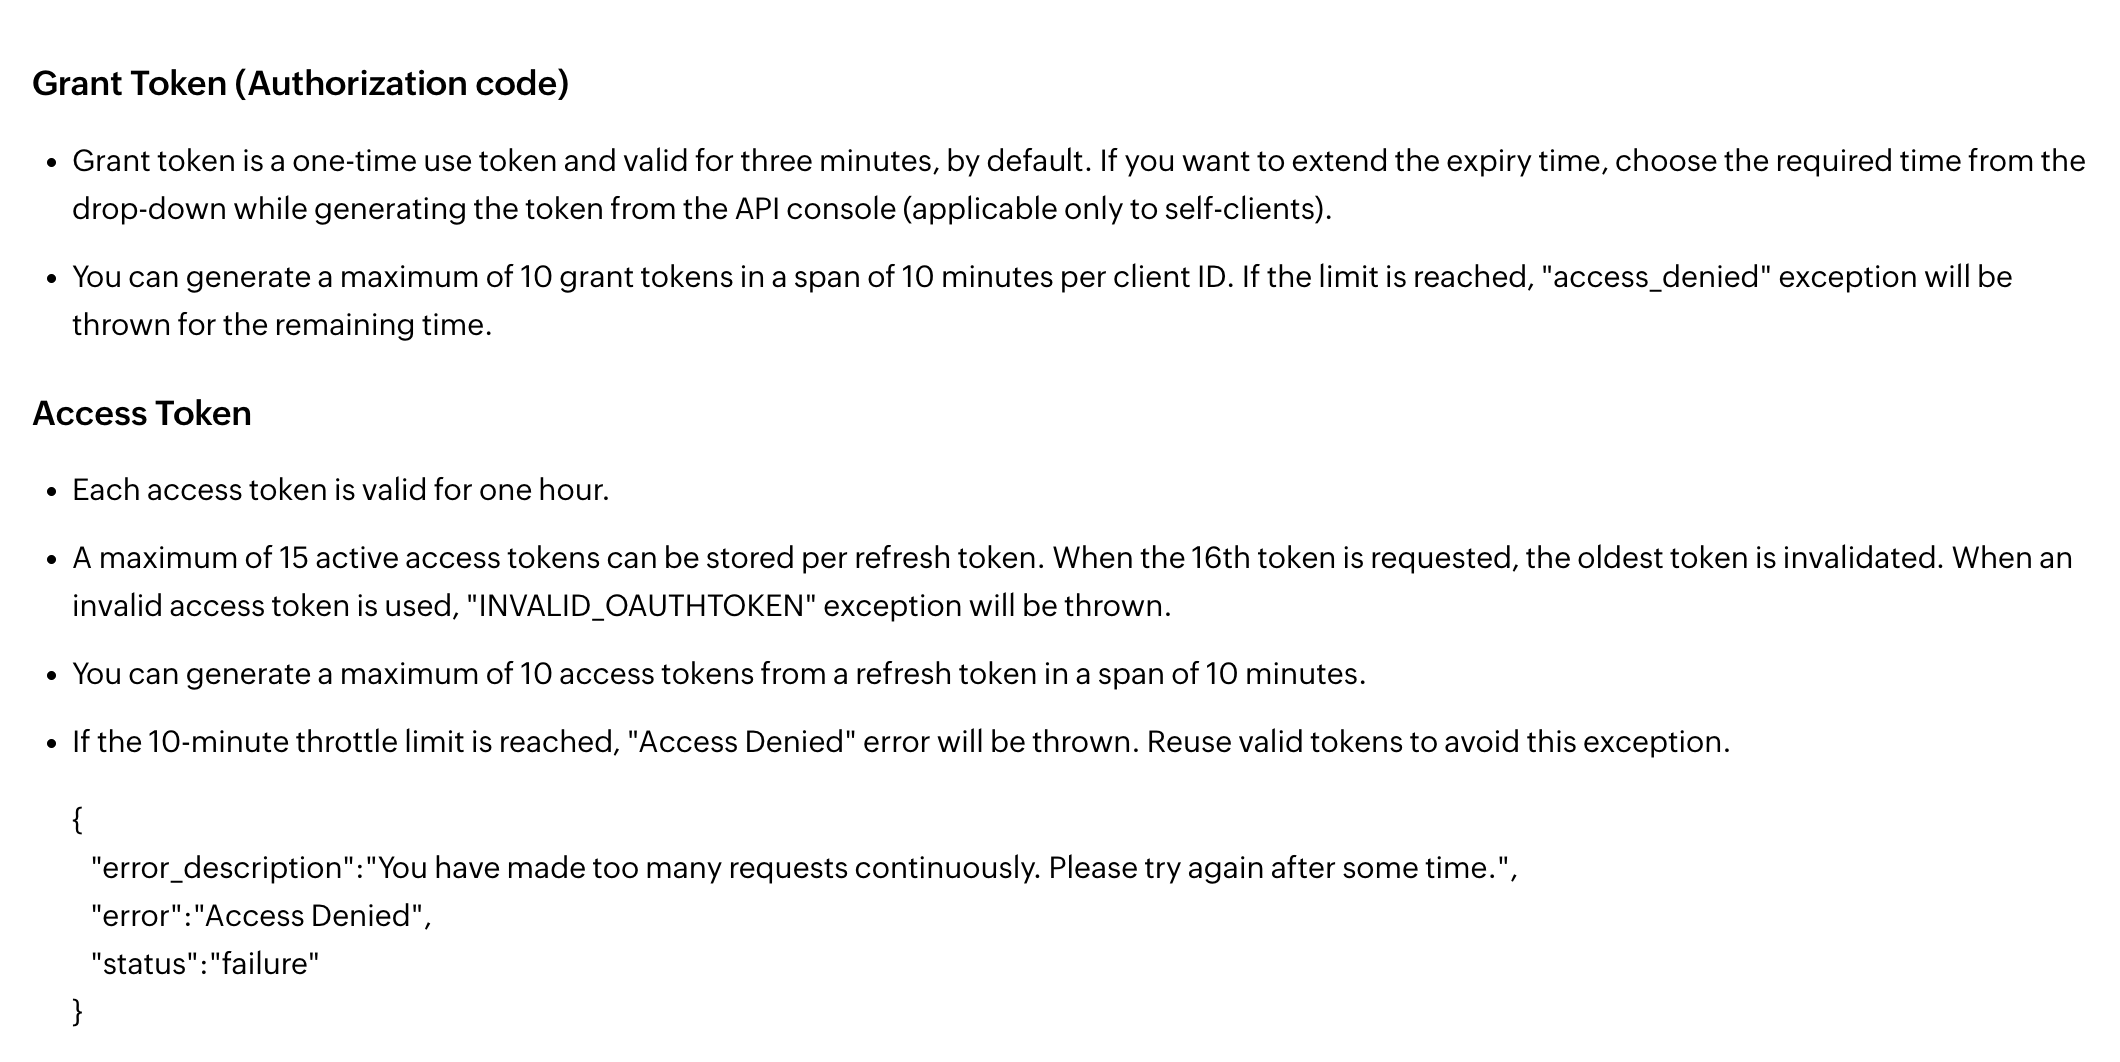 Grant Token (Authorization code)
• Grant token is a one-time use token and valid for three minutes, by default. If you want to extend the expiry time, choose the required time from the
drop-down while generating the token from the API console (applicable only to self-clients).
• You can generate a maximum of 10 grant tokens in a span of 10 minutes per client ID. If the limit is reached, "access_denied" exception will be
thrown for the remaining time.
Access Token
• Each access token is valid for one hour.
• A maximum of 15 active access tokens can be stored per refresh token. When the 16th token is requested, the oldest token is invalidated. When an
invalid access token is used, "INVALID_OAUTHTOKEN" exception will be thrown.
• You can generate a maximum of 10 access tokens from a refresh token in a span of 10 minutes.
• If the 10-minute throttle limit is reached, "Access Denied" error will be thrown. Reuse valid tokens to avoid this exception.
{
"error_description":"You have made too many requests continuously. Please try again after some time.",
"error":"Access Denied",
"status":"failure"
}